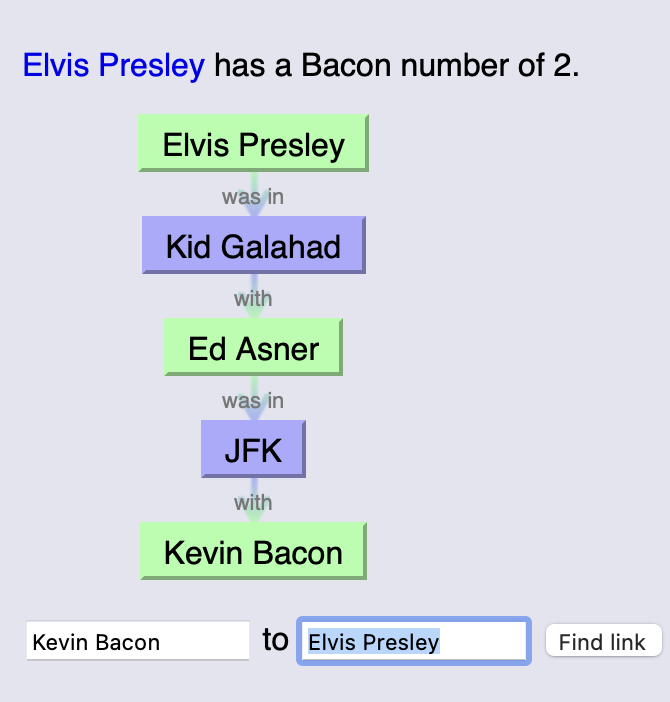 Elvis Presley has a Bacon number of 2.
Elvis Presley
was in
Kid Galahad
with
Ed Asner
was in
JFK
with
Kevin Bacon
Kevin Bacon to Elvis Presley Find link